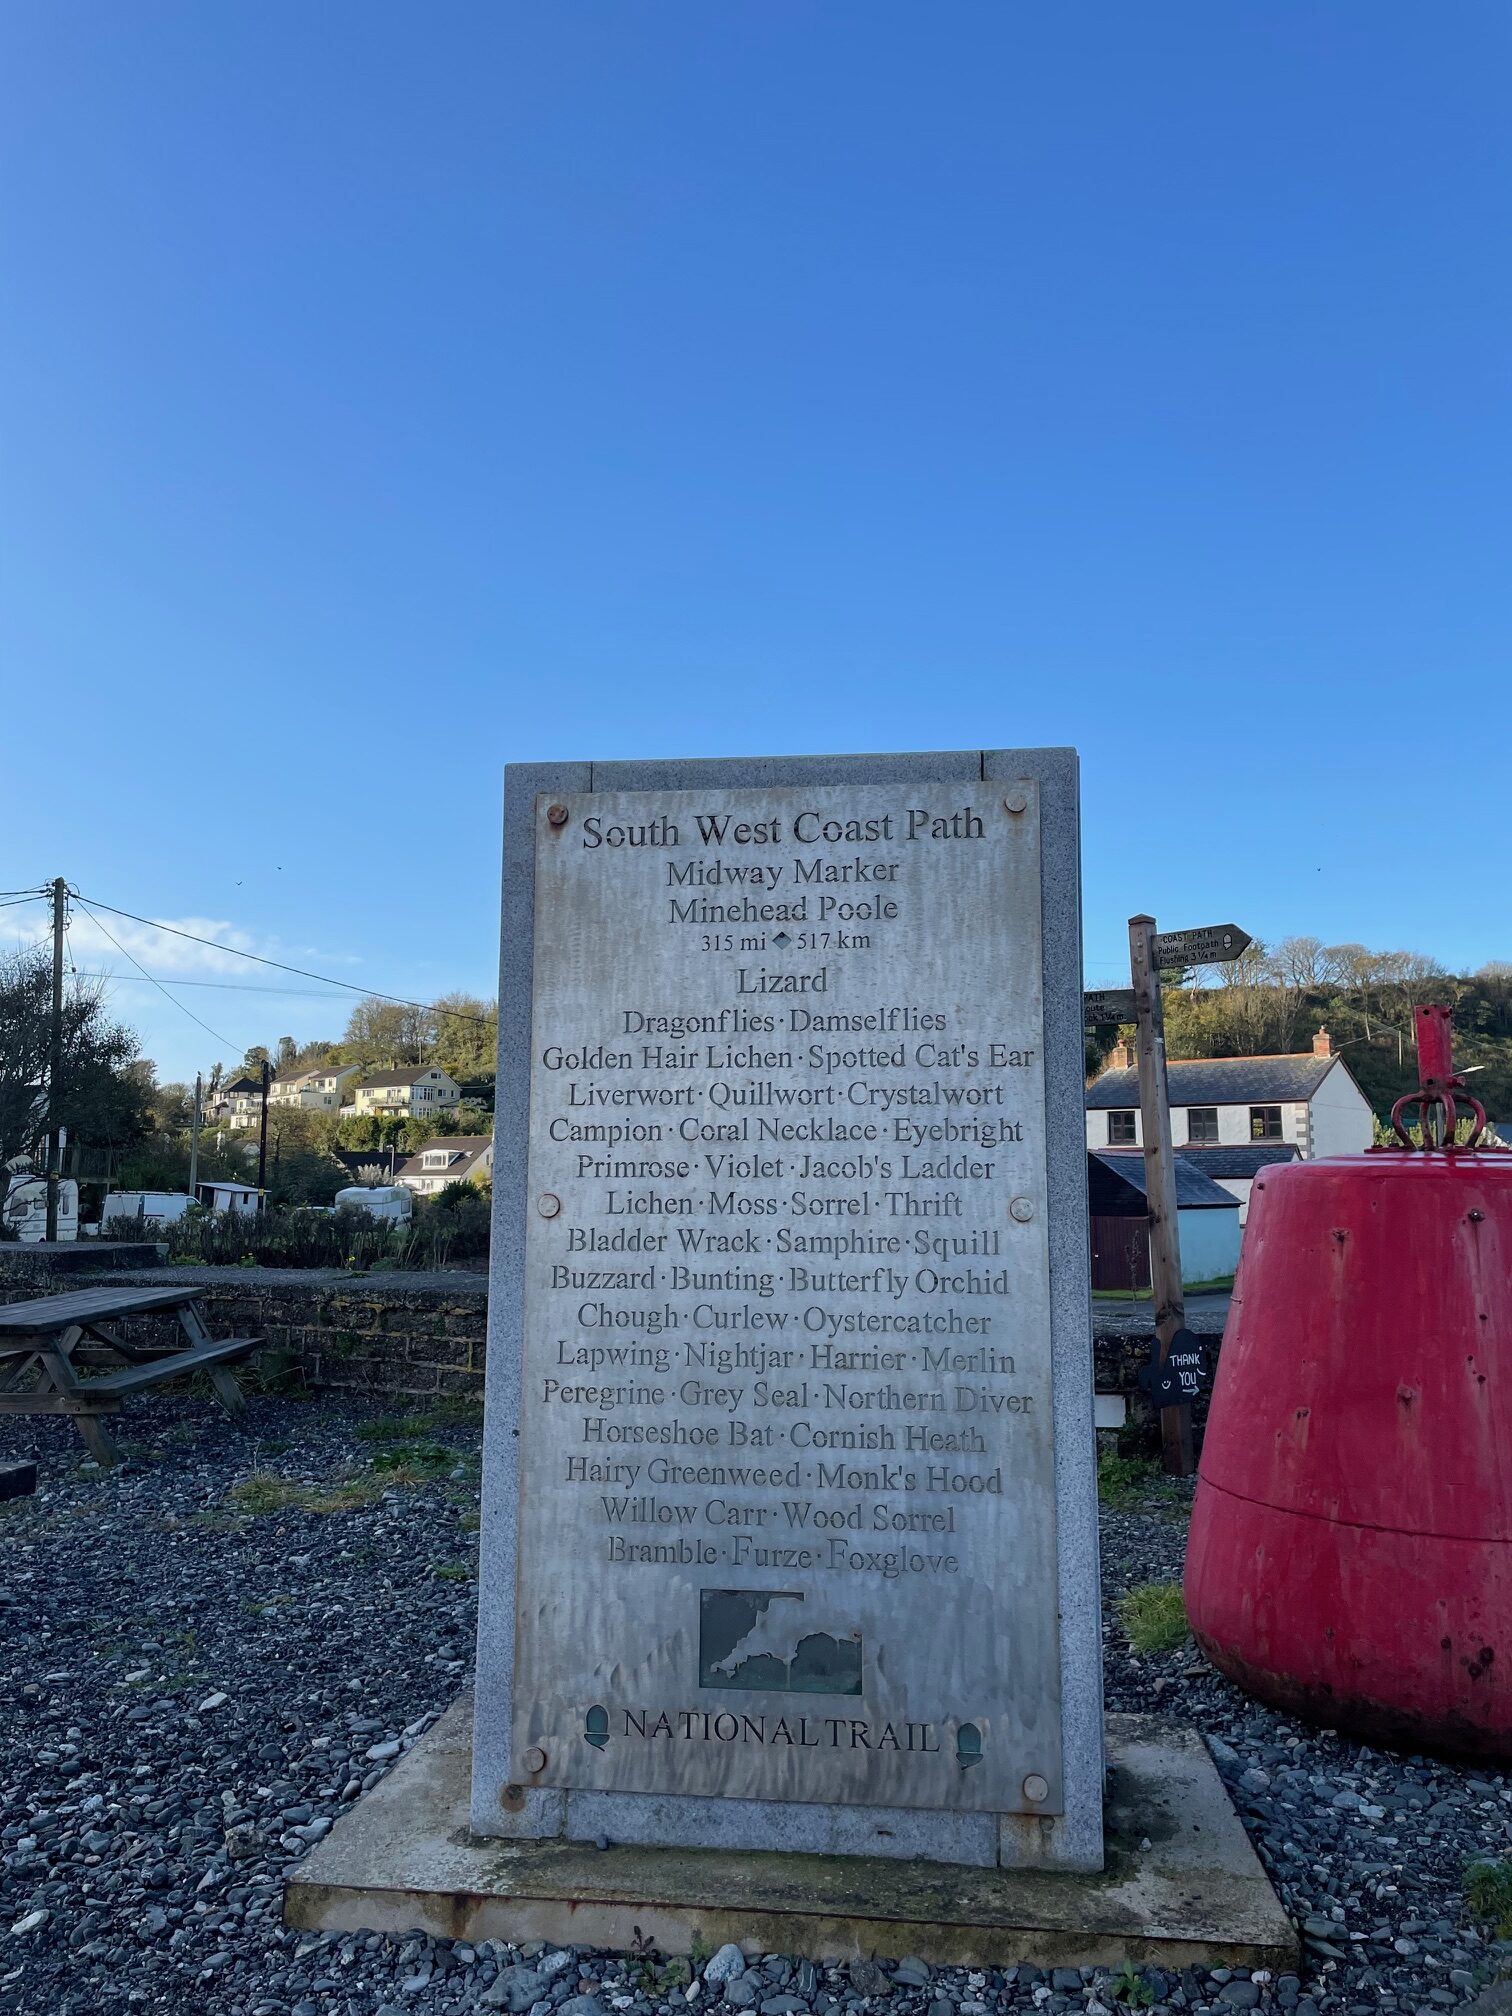 South West Coast Path
Midway Marker
Minehead Poole
315 mi ◆ 517 km
Lizard
Dragonflies·Damselflies
Golden Hair Lichen·Spotted Cat's Ear
Liverwort·Quillwort·Crystalwort
Campion·Coral Necklace·Eyebright
Primrose·Violet·Jacob's Ladder
Lichen·Moss·Sorrel·Thrift
Bladder Wrack·Samphire·Squill
Buzzard·Bunting·Butterfly Orchid
Chough·Curlew·Oystercatcher
Lapwing·Nightjar·Harrier·Merlin
Peregrine·Grey Seal·Northern Diver
Horseshoe Bat·Cornish Heath
Hairy Greenweed·Monk's Hood
Willow Carr·Wood Sorrel
Bramble·Furze·Foxglove
NATIONAL TRAIL
COAST PATH
Public Footpath
Flushing 3 1/4 m
THANK
YOU